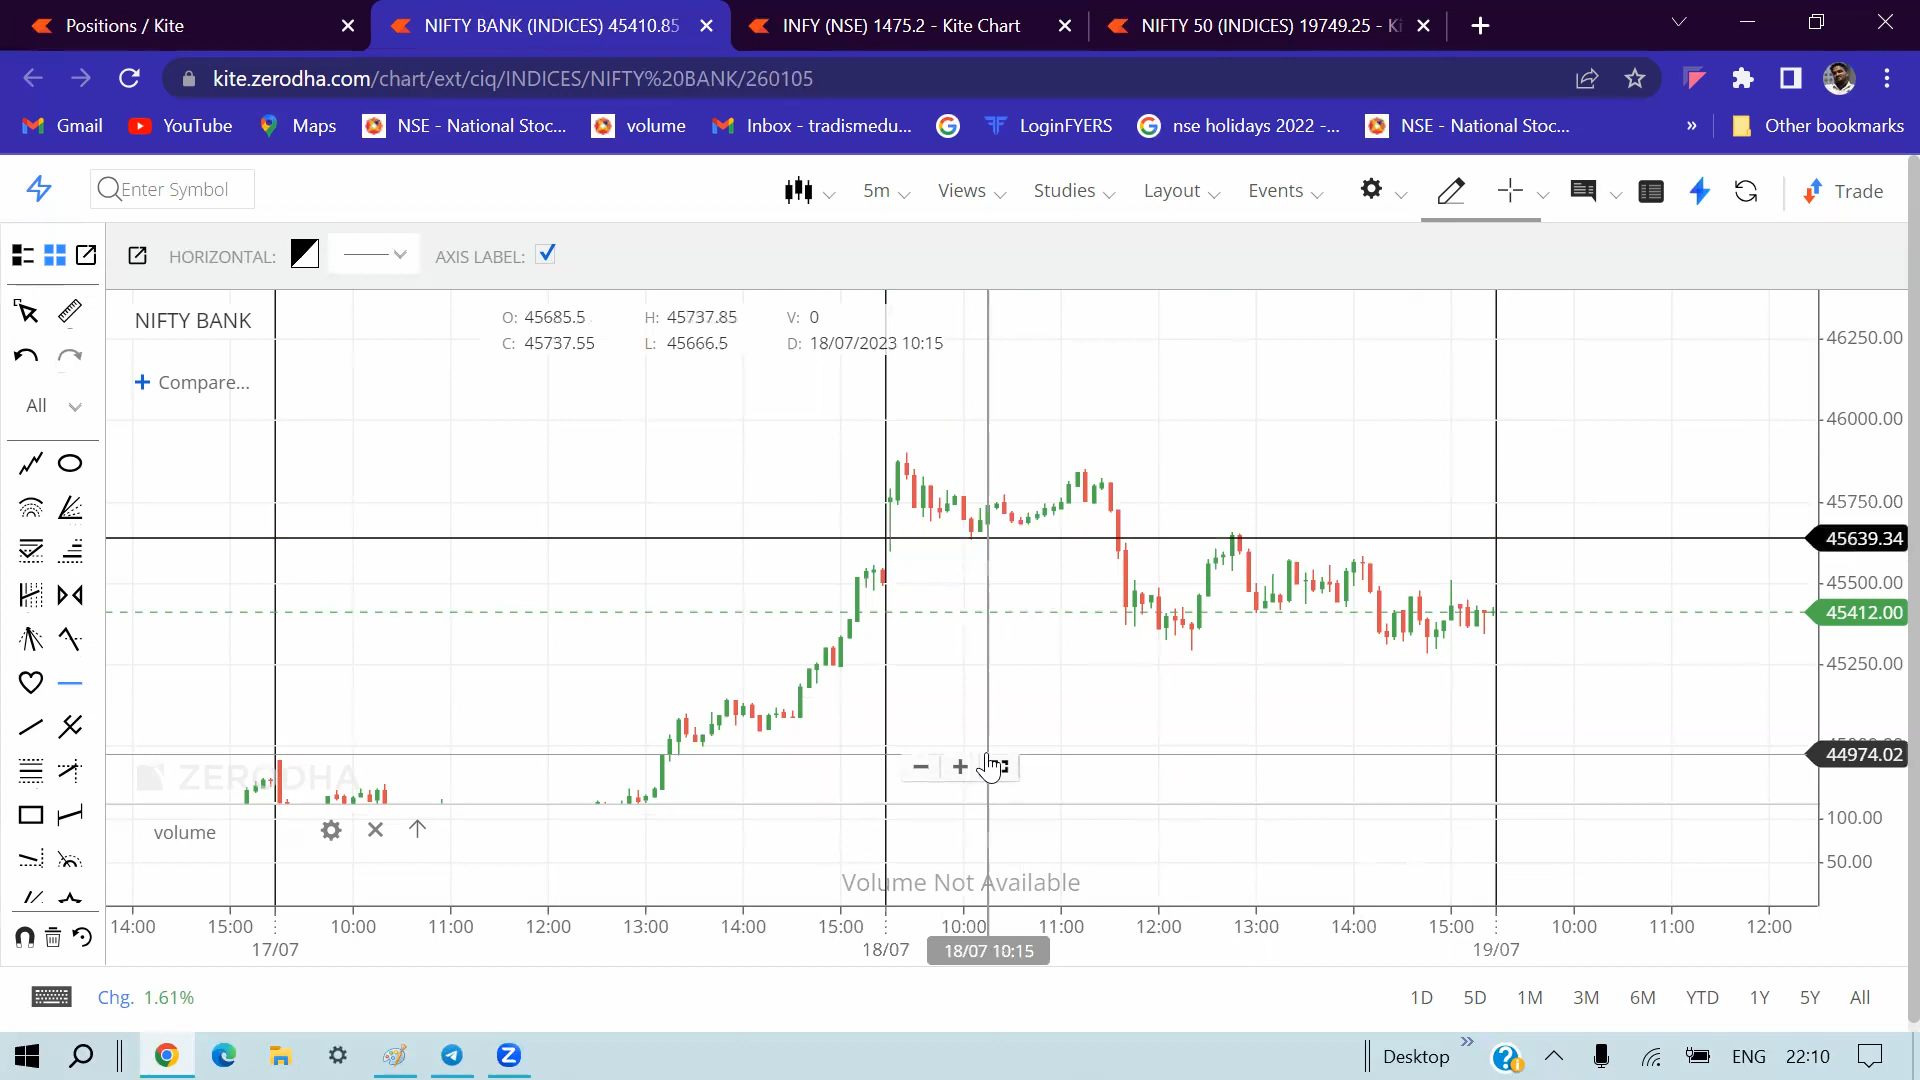 Positions / Kite
NIFTY BANK (INDICES) 45410.85
INFY (NSE) 1475.2 - Kite Chart
NIFTY 50 (INDICES) 19749.25 - Ki
kite.zerodha.com/chart/ext/ciq/INDICES/NIFTY%20BANK/260105
Gmail
YouTube
Maps
NSE - National Stoc...
volume
Inbox - tradismedu...
LoginFYERS
nse holidays 2022 -...
NSE - National Stoc...
»
Other bookmarks
Enter Symbol
5m
Views
Studies
Layout
Events
Trade
HORIZONTAL:
AXIS LABEL:
NIFTY BANK
O: 45685.5 H: 45737.85 V: 0
C: 45737.55 L: 45666.5 D: 18/07/2023 10:15
+ Compare...
All
46250.00
46000.00
45750.00
45639.34
45500.00
45412.00
45250.00
44974.02
ZERODHA
volume
100.00
50.00
Volume Not Available
14:00 15:00 10:00 11:00 12:00 13:00 14:00 15:00 10:00 11:00 12:00 13:00 14:00 15:00 10:00 11:00 12:00
17/07 18/07 18/07 10:15 19/07
Chg. 1.61%
1D 5D 1M 3M 6M YTD 1Y 5Y All
Desktop
»
ENG
22:10